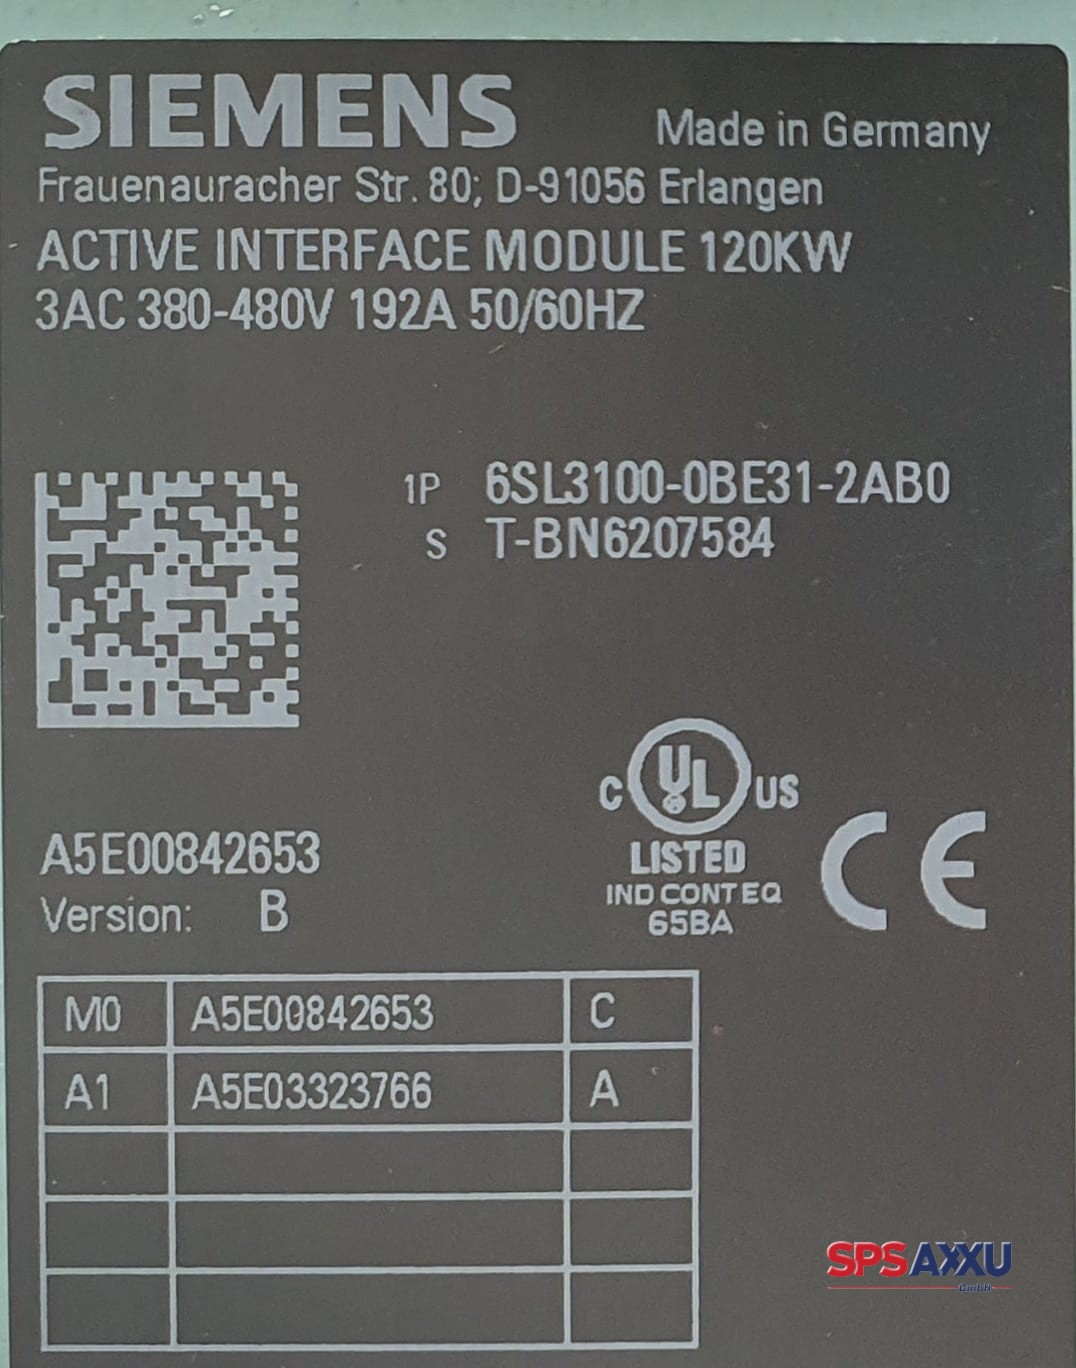 SIEMENS
Made in Germany
Frauenauracher Str. 80; D-91056 Erlangen
ACTIVE INTERFACE MODULE 120KW
3AC 380-480V 192A 50/60HZ
1P 6SL3100-0BE31-2AB0
S T-BN6207584
C UL US
LISTED
IND CONT EQ
65BA
CE
A5E00842653
Version: B
M0 A5E00842653 C
A1 A5E03323766 A
SPSAXXU
GmbH